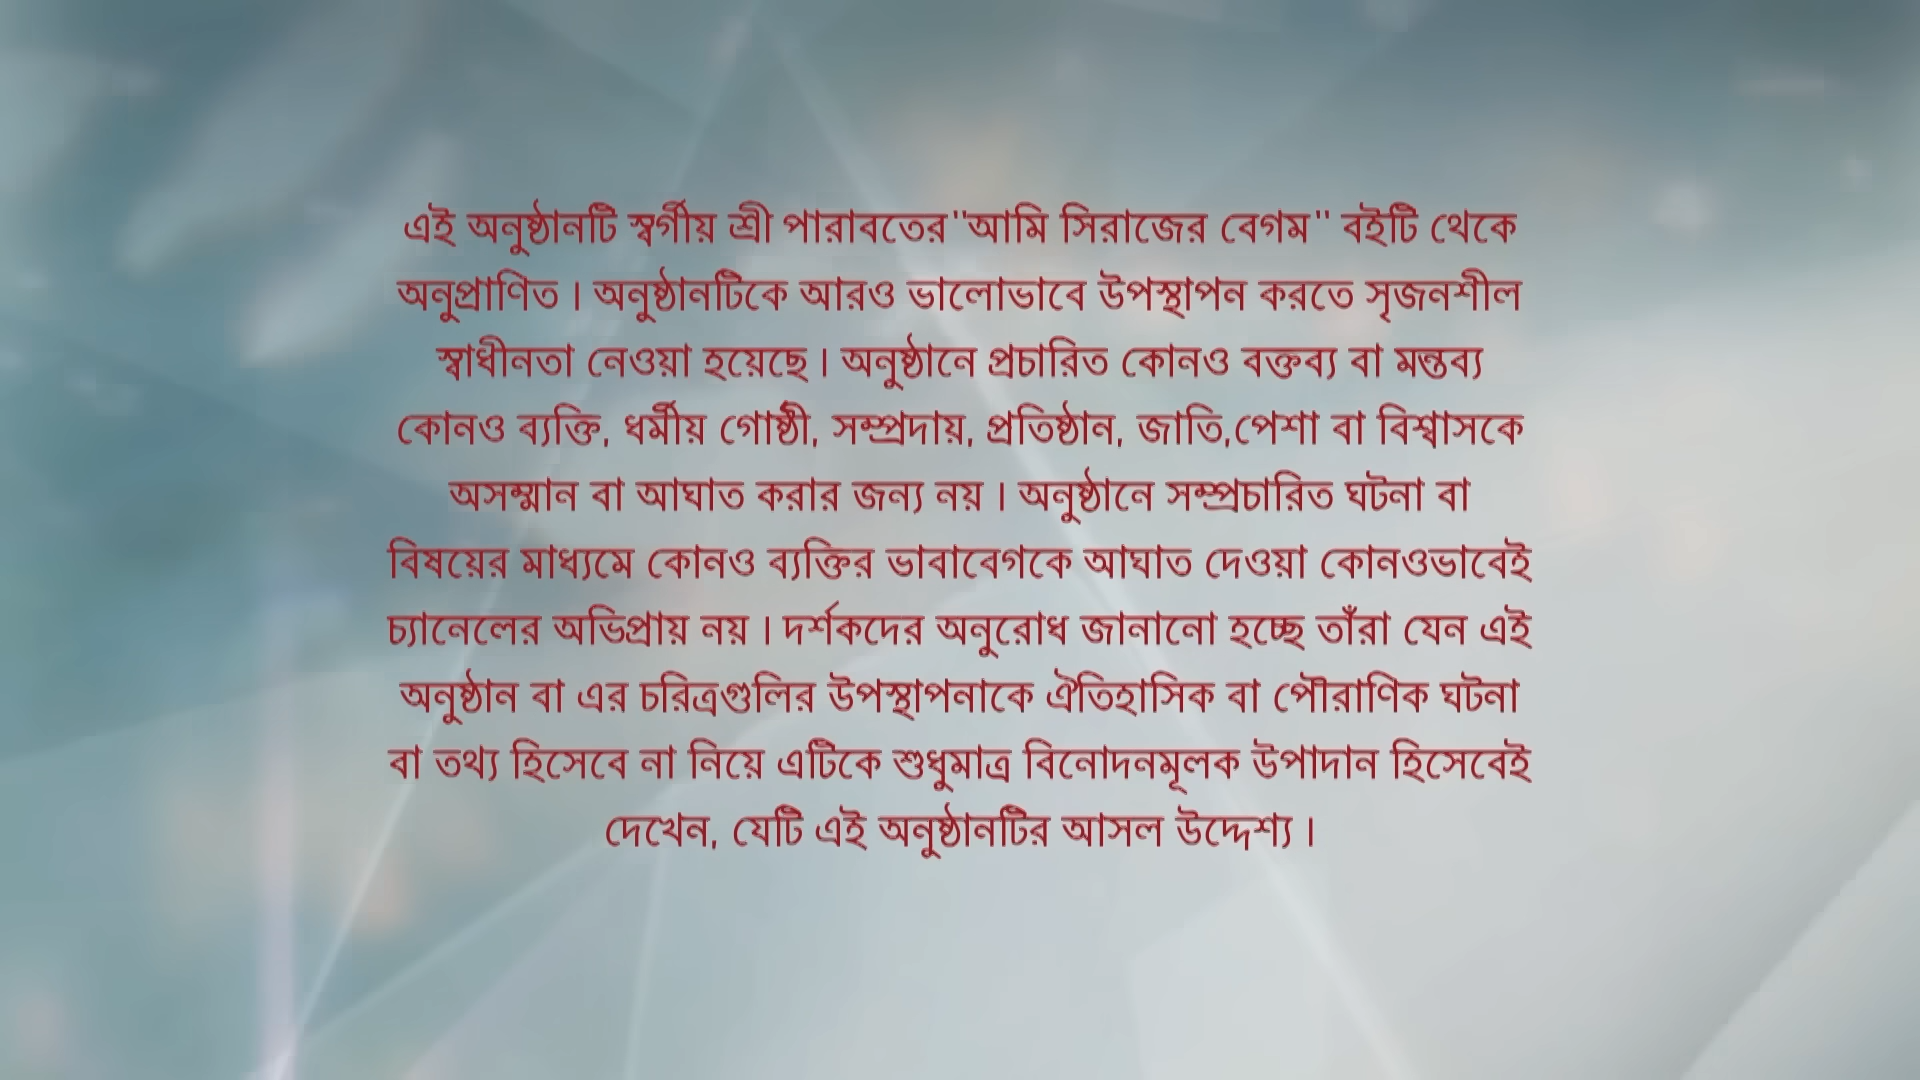 এই অনুষ্ঠানটি স্বর্গীয় শ্রী পারাবতের"আমি সিরাজের বেগম" বইটি থেকে
অনুপ্রাণিত। অনুষ্ঠানটিকে আরও ভালোভাবে উপস্থাপন করতে সৃজনশীল
স্বাধীনতা নেওয়া হয়েছে। অনুষ্ঠানে প্রচারিত কোনও বক্তব্য বা মন্তব্য
কোনও ব্যক্তি, ধর্মীয় গোষ্ঠী, সম্প্রদায়, প্রতিষ্ঠান, জাতি,পেশা বা বিশ্বাসকে
অসম্মান বা আঘাত করার জন্য নয়। অনুষ্ঠানে সম্প্রচারিত ঘটনা বা
বিষয়ের মাধ্যমে কোনও ব্যক্তির ভাবাবেগকে আঘাত দেওয়া কোনওভাবেই
চ্যানেলের অভিপ্রায় নয়। দর্শকদের অনুরোধ জানানো হচ্ছে তাঁরা যেন এই
অনুষ্ঠান বা এর চরিত্রগুলির উপস্থাপনাকে ঐতিহাসিক বা পৌরাণিক ঘটনা
বা তথ্য হিসেবে না নিয়ে এটিকে শুধুমাত্র বিনোদনমূলক উপাদান হিসেবেই
দেখেন, যেটি এই অনুষ্ঠানটির আসল উদ্দেশ্য।